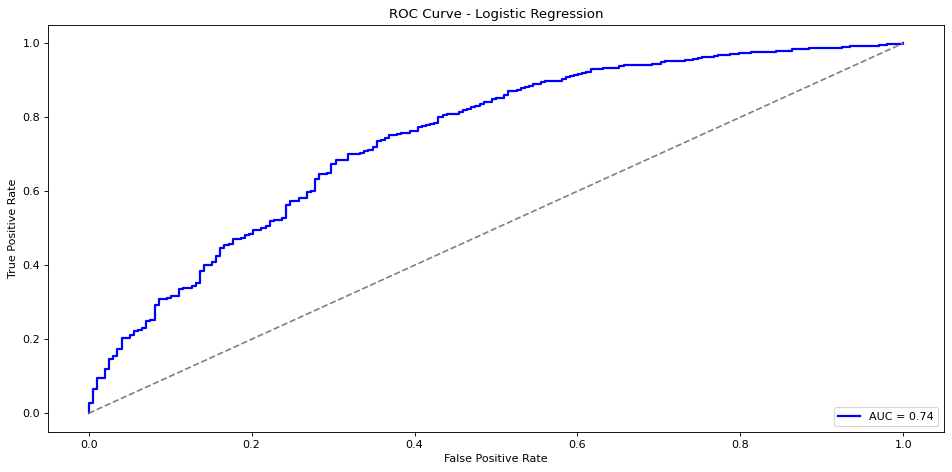 ROC Curve - Logistic Regression
True Positive Rate
1.0
0.8
0.6
0.4
0.2
0.0
AUC = 0.74
0.0 0.2 0.4 0.6 0.8 1.0
False Positive Rate